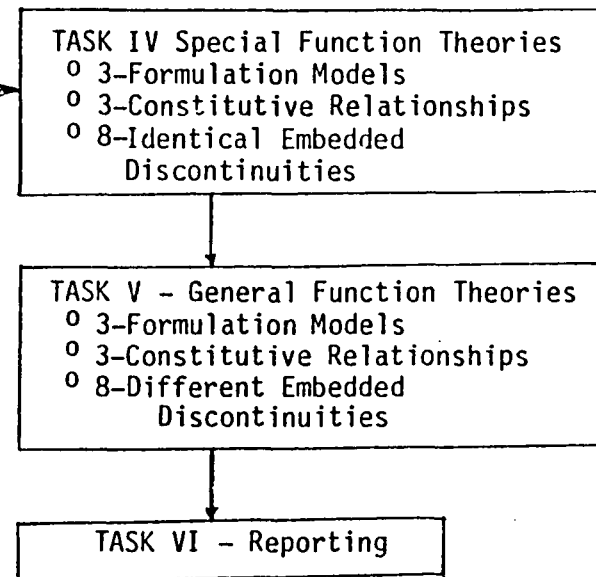 TASK IV Special Function Theories
o 3-Formulation Models
o 3-Constitutive Relationships
o 8-Identical Embedded
Discontinuities
TASK V - General Function Theories
o 3-Formulation Models
o 3-Constitutive Relationships
o 8-Different Embedded
Discontinuities
TASK VI - Reporting